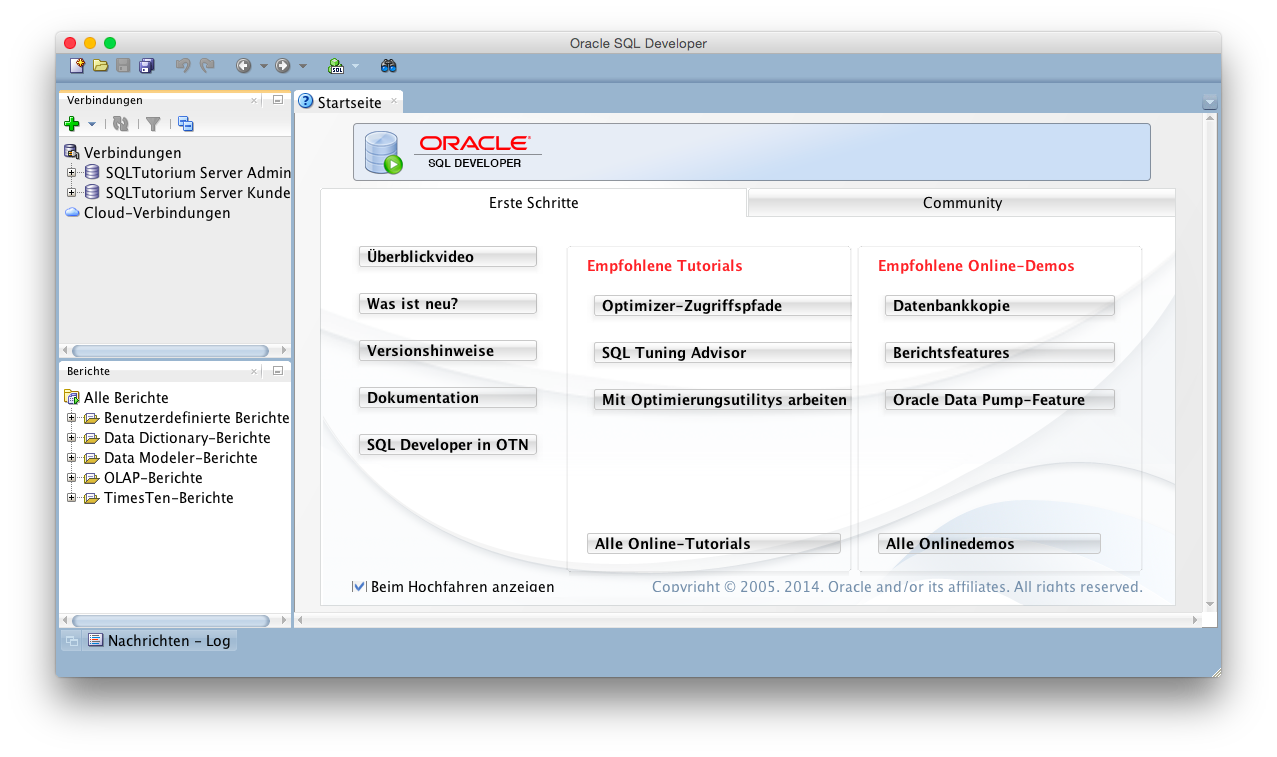 Oracle SQL Developer
SQL
Verbindungen
Verbindungen
SQLTutorium Server Admin
SQLTutorium Server Kunde
Cloud-Verbindungen
Berichte
Alle Berichte
Benutzerdefinierte Berichte
Data Dictionary-Berichte
Data Modeler-Berichte
OLAP-Berichte
TimesTen-Berichte
Startseite
ORACLE
SQL DEVELOPER
Erste Schritte
Community
Überblickvideo
Was ist neu?
Versionshinweise
Dokumentation
SQL Developer in OTN
Empfohlene Tutorials
Optimizer-Zugriffspfade
SQL Tuning Advisor
Mit Optimierungsutilitys arbeiten
Alle Online-Tutorials
Empfohlene Online-Demos
Datenbankkopie
Berichtsfeatures
Oracle Data Pump-Feature
Alle Onlinedemos
Beim Hochfahren anzeigen
Copyright © 2005, 2014, Oracle and/or its affiliates. All rights reserved.
Nachrichten - Log